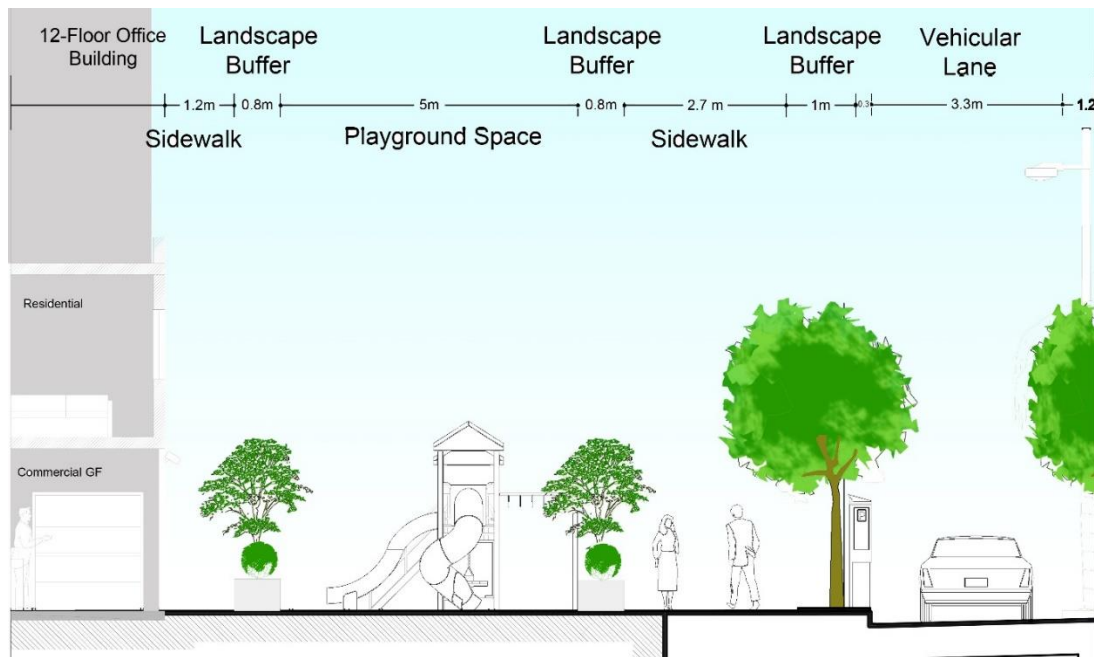 12-Floor Office
Building
Landscape
Buffer
Landscape
Buffer
Landscape
Buffer
Vehicular
Lane
1.2m
0.8m
5m
0.8m
2.7 m
1m
0.3
3.3m
1.2
Sidewalk
Playground Space
Sidewalk
Residential
Commercial GF